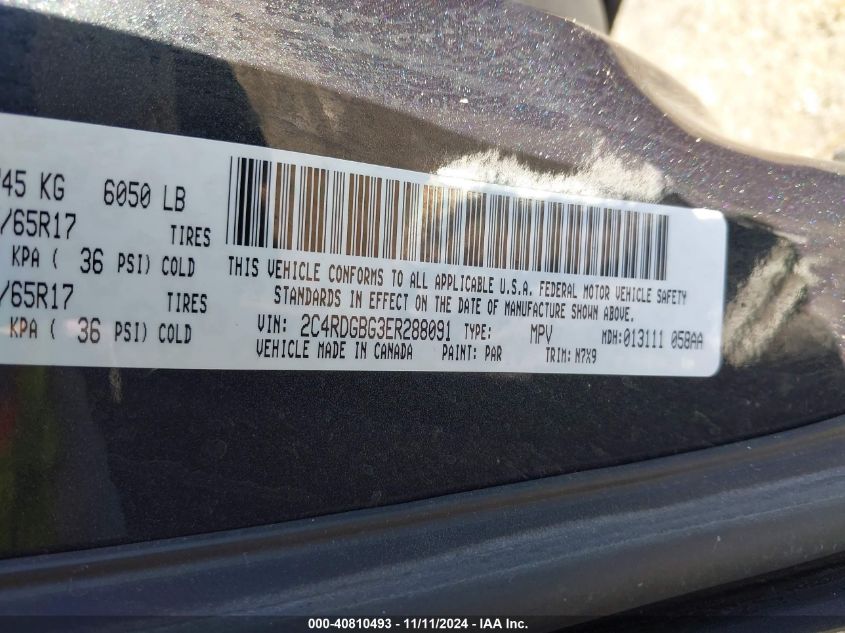 745 KG 6050 LB
/65R17 TIRES
KPA ( 36 PSI) COLD
/65R17 TIRES
KPA ( 36 PSI) COLD
THIS VEHICLE CONFORMS TO ALL APPLICABLE U.S.A. FEDERAL MOTOR VEHICLE SAFETY
STANDARDS IN EFFECT ON THE DATE OF MANUFACTURE SHOWN ABOVE.
VIN: 2C4RDGBG3ER288091 TYPE: MPV MDH:013111 058AA
VEHICLE MADE IN CANADA PAINT: PAR TRIM: N7X9
000-40810493 - 11/11/2024 - IAA Inc.